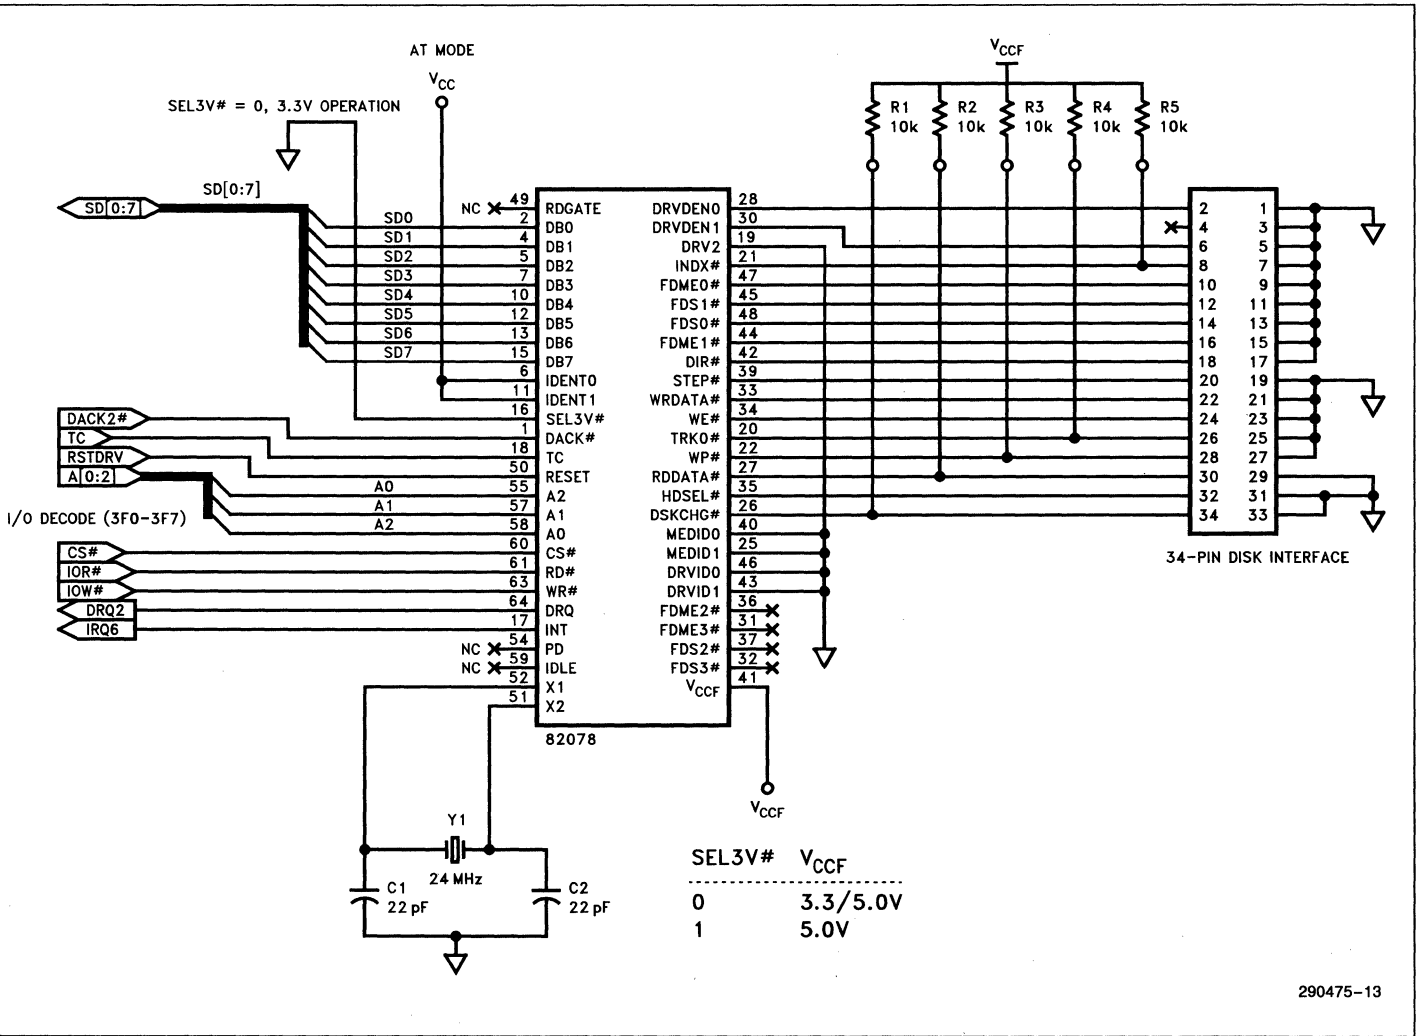 AT MODE
VCC
SEL3V# = 0, 3.3V OPERATION
SD[0:7]
SD[0:7]
SD0
SD1
SD2
SD3
SD4
SD5
SD6
SD7
DACK2#
TC
RSTDRV
A[0:2]
A0
A1
A2
I/O DECODE (3F0-3F7)
CS#
IOR#
IOW#
DRQ2
IRQ6
NC 49 RDGATE
2 DB0
4 DB1
5 DB2
7 DB3
10 DB4
12 DB5
13 DB6
15 DB7
6 IDENT0
11 IDENT1
16 SEL3V#
1 DACK#
18 TC
50 RESET
55 A2
57 A1
58 A0
60 CS#
61 RD#
63 WR#
64 DRQ
17 INT
NC 54 PD
NC 59 IDLE
52 X1
51 X2
82078
DRVDEN0 28
DRVDEN1 30
DRV2 19
INDX# 21
FDME0# 47
FDS1# 45
FDS0# 48
FDME1# 44
DIR# 42
STEP# 39
WRDATA# 33
WE# 34
TRK0# 20
WP# 22
RDDATA# 27
HDSEL# 35
DSKCHG# 26
MEDID0 40
MEDID1 25
DRVID0 46
DRVID1 43
FDME2# 36
FDME3# 31
FDS2# 37
FDS3# 32
VCCF 41
VCCF
VCCF
R1
10k
R2
10k
R3
10k
R4
10k
R5
10k
2 1
4 3
6 5
8 7
10 9
12 11
14 13
16 15
18 17
20 19
22 21
24 23
26 25
28 27
30 29
32 31
34 33
34-PIN DISK INTERFACE
Y1
24 MHz
C1
22 pF
C2
22 pF
SEL3V# VCCF
0 3.3/5.0V
1 5.0V
290475-13